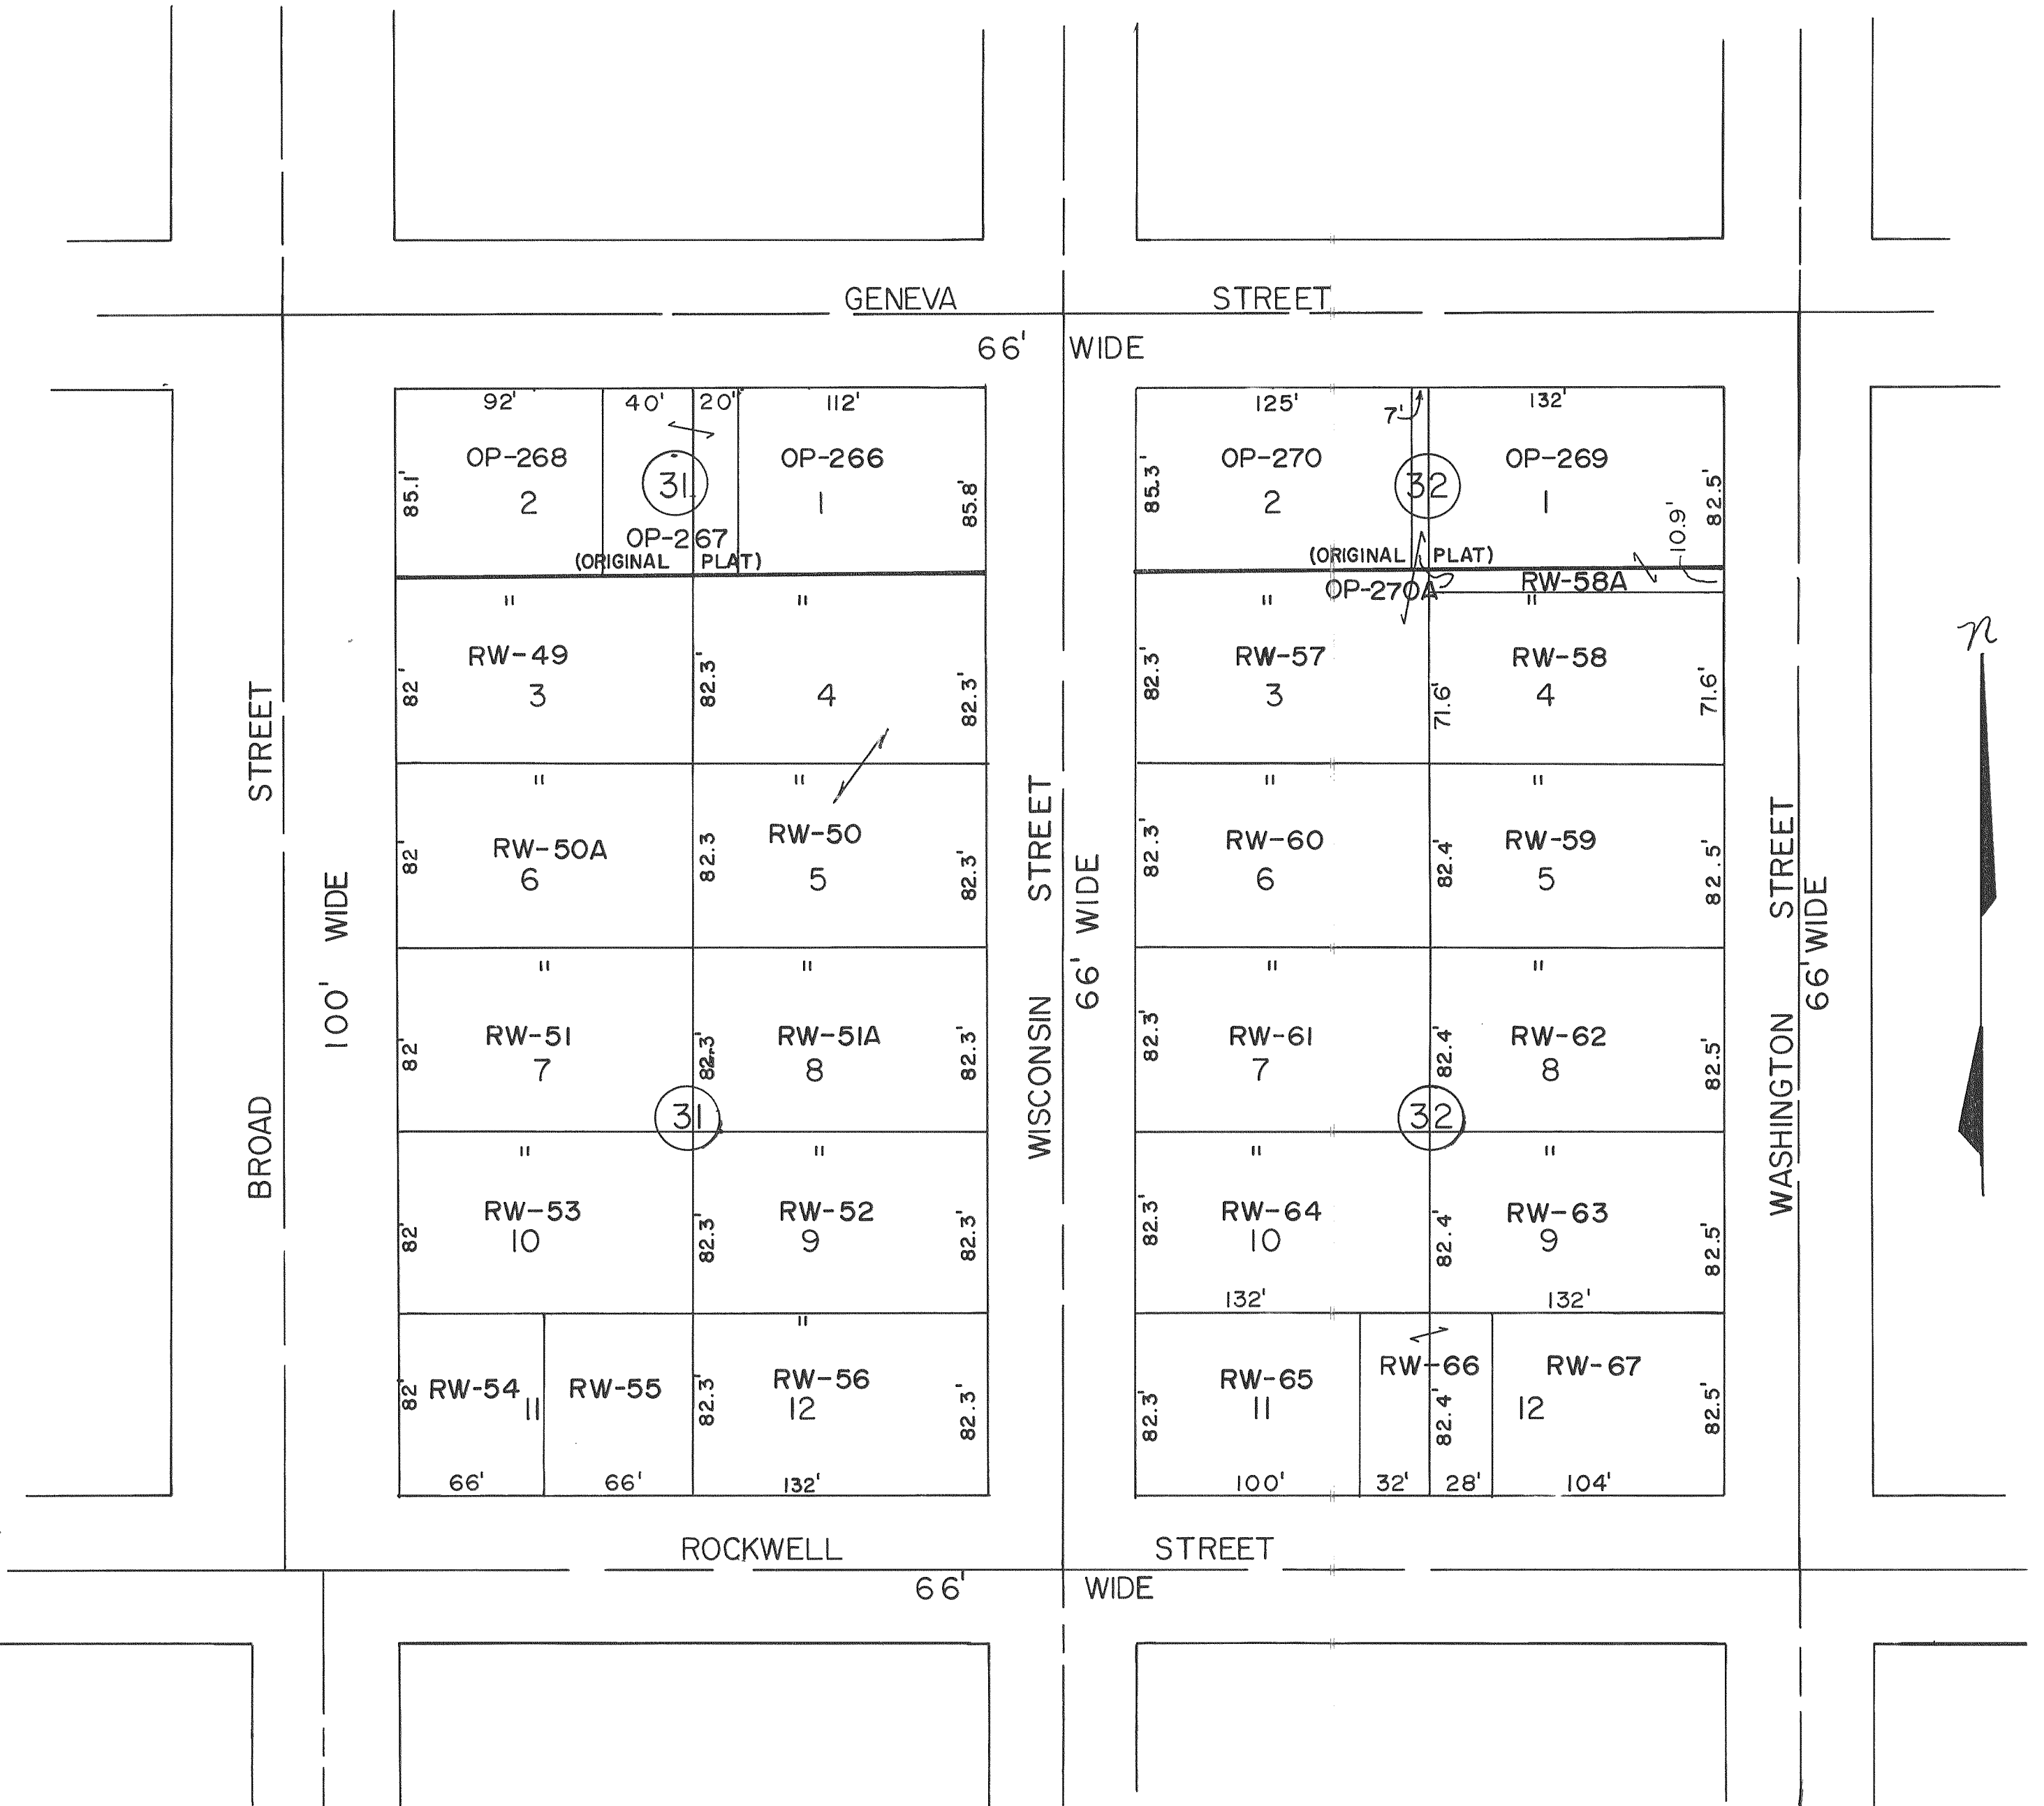 GENEVA STREET
66' WIDE
92' 40' 20' 112'
125' 7' 132'
OP-268 OP-266
OP-270 OP-269
31
32
2 1
2 1
85.1' 85.8' 85.3' 82.5'
10.9'
OP-267
(ORIGINAL PLAT)
(ORIGINAL PLAT)
OP-270A RW-58A
" "
" "
n
RW-49
RW-57 RW-58
3 4
3 4
82' 82.3' 82.3' 82.3' 71.6' 71.6'
" "
" "
RW-50A RW-50
RW-60 RW-59
6 5
6 5
82' 82.3 82.3' 82.3' 82.4' 82.5'
BROAD STREET
100' WIDE
WISCONSIN STREET
66' WIDE
WASHINGTON STREET
66' WIDE
" "
" "
RW-51 RW-51A
RW-61 RW-62
7 8
7 8
82' 82.3' 82.3' 82.3' 82.4' 82.5'
31
32
" "
" "
RW-53 RW-52
RW-64 RW-63
10 9
10 9
82' 82.3' 82.3' 82.3' 82.4' 82.5'
132' 132'
"
RW-54 RW-55 RW-56
RW-65 RW-66 RW-67
11 12
11 12
82' 82.3' 82.3' 82.3' 82.4' 82.5'
66' 66' 132'
100' 32' 28' 104'
ROCKWELL STREET
66' WIDE